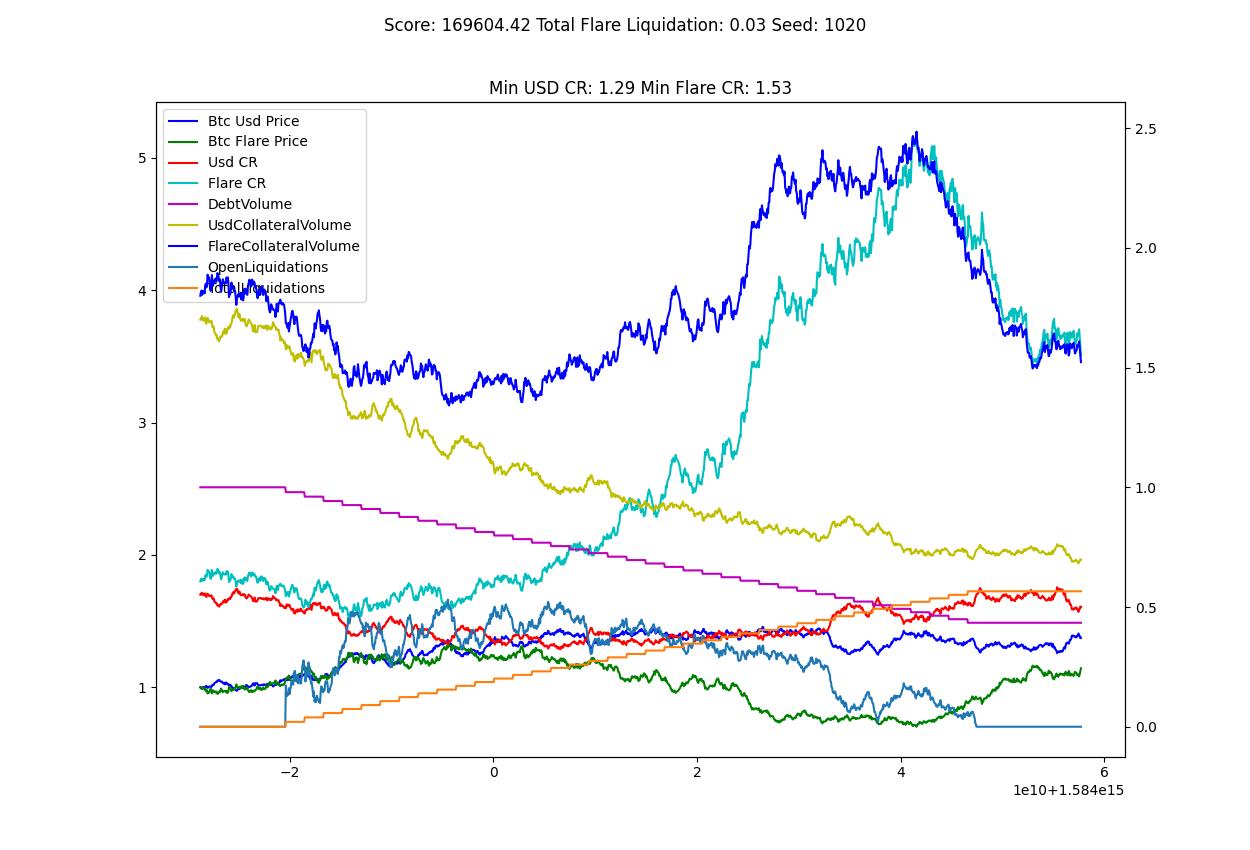 Score: 169604.42 Total Flare Liquidation: 0.03 Seed: 1020
Min USD CR: 1.29 Min Flare CR: 1.53
Btc Usd Price
Btc Flare Price
Usd CR
Flare CR
DebtVolume
UsdCollateralVolume
FlareCollateralVolume
OpenLiquidations
TotalLiquidations
5
4
3
2
1
2.5
2.0
1.5
1.0
0.5
0.0
−2
0
2
4
6
1e10+1.584e15